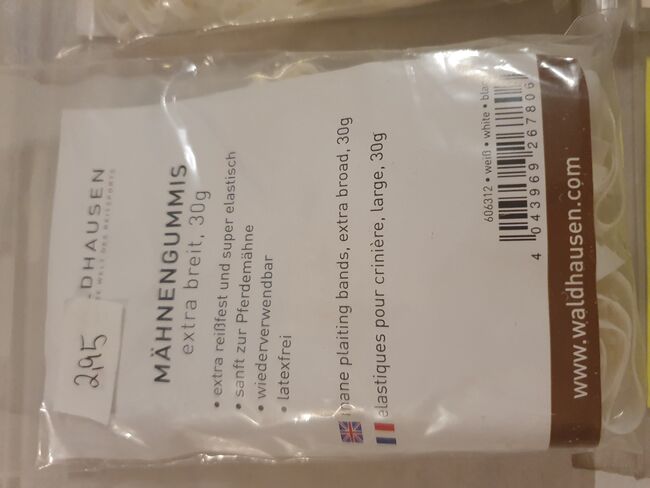 2,95
DHAUSEN
WELT DES REITSPORTS
MÄHNENGUMMIS
extra breit, 30g
• extra reißfest und super elastisch
• sanft zur Pferdemähne
• wiederverwendbar
• latexfrei
mane plaiting bands, extra broad, 30g
élastiques pour crinière, large, 30g
606312 • weiß • white • blan
4 043969 267806
www.waldhausen.com